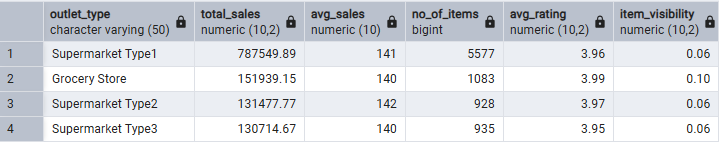 outlet_type total_sales avg_sales no_of_items avg_rating item_visibility
character varying (50) numeric (10,2) numeric (10) bigint numeric (10,2) numeric (10,2)
1 Supermarket Type1 787549.89 141 5577 3.96 0.06
2 Grocery Store 151939.15 140 1083 3.99 0.10
3 Supermarket Type2 131477.77 142 928 3.97 0.06
4 Supermarket Type3 130714.67 140 935 3.95 0.06